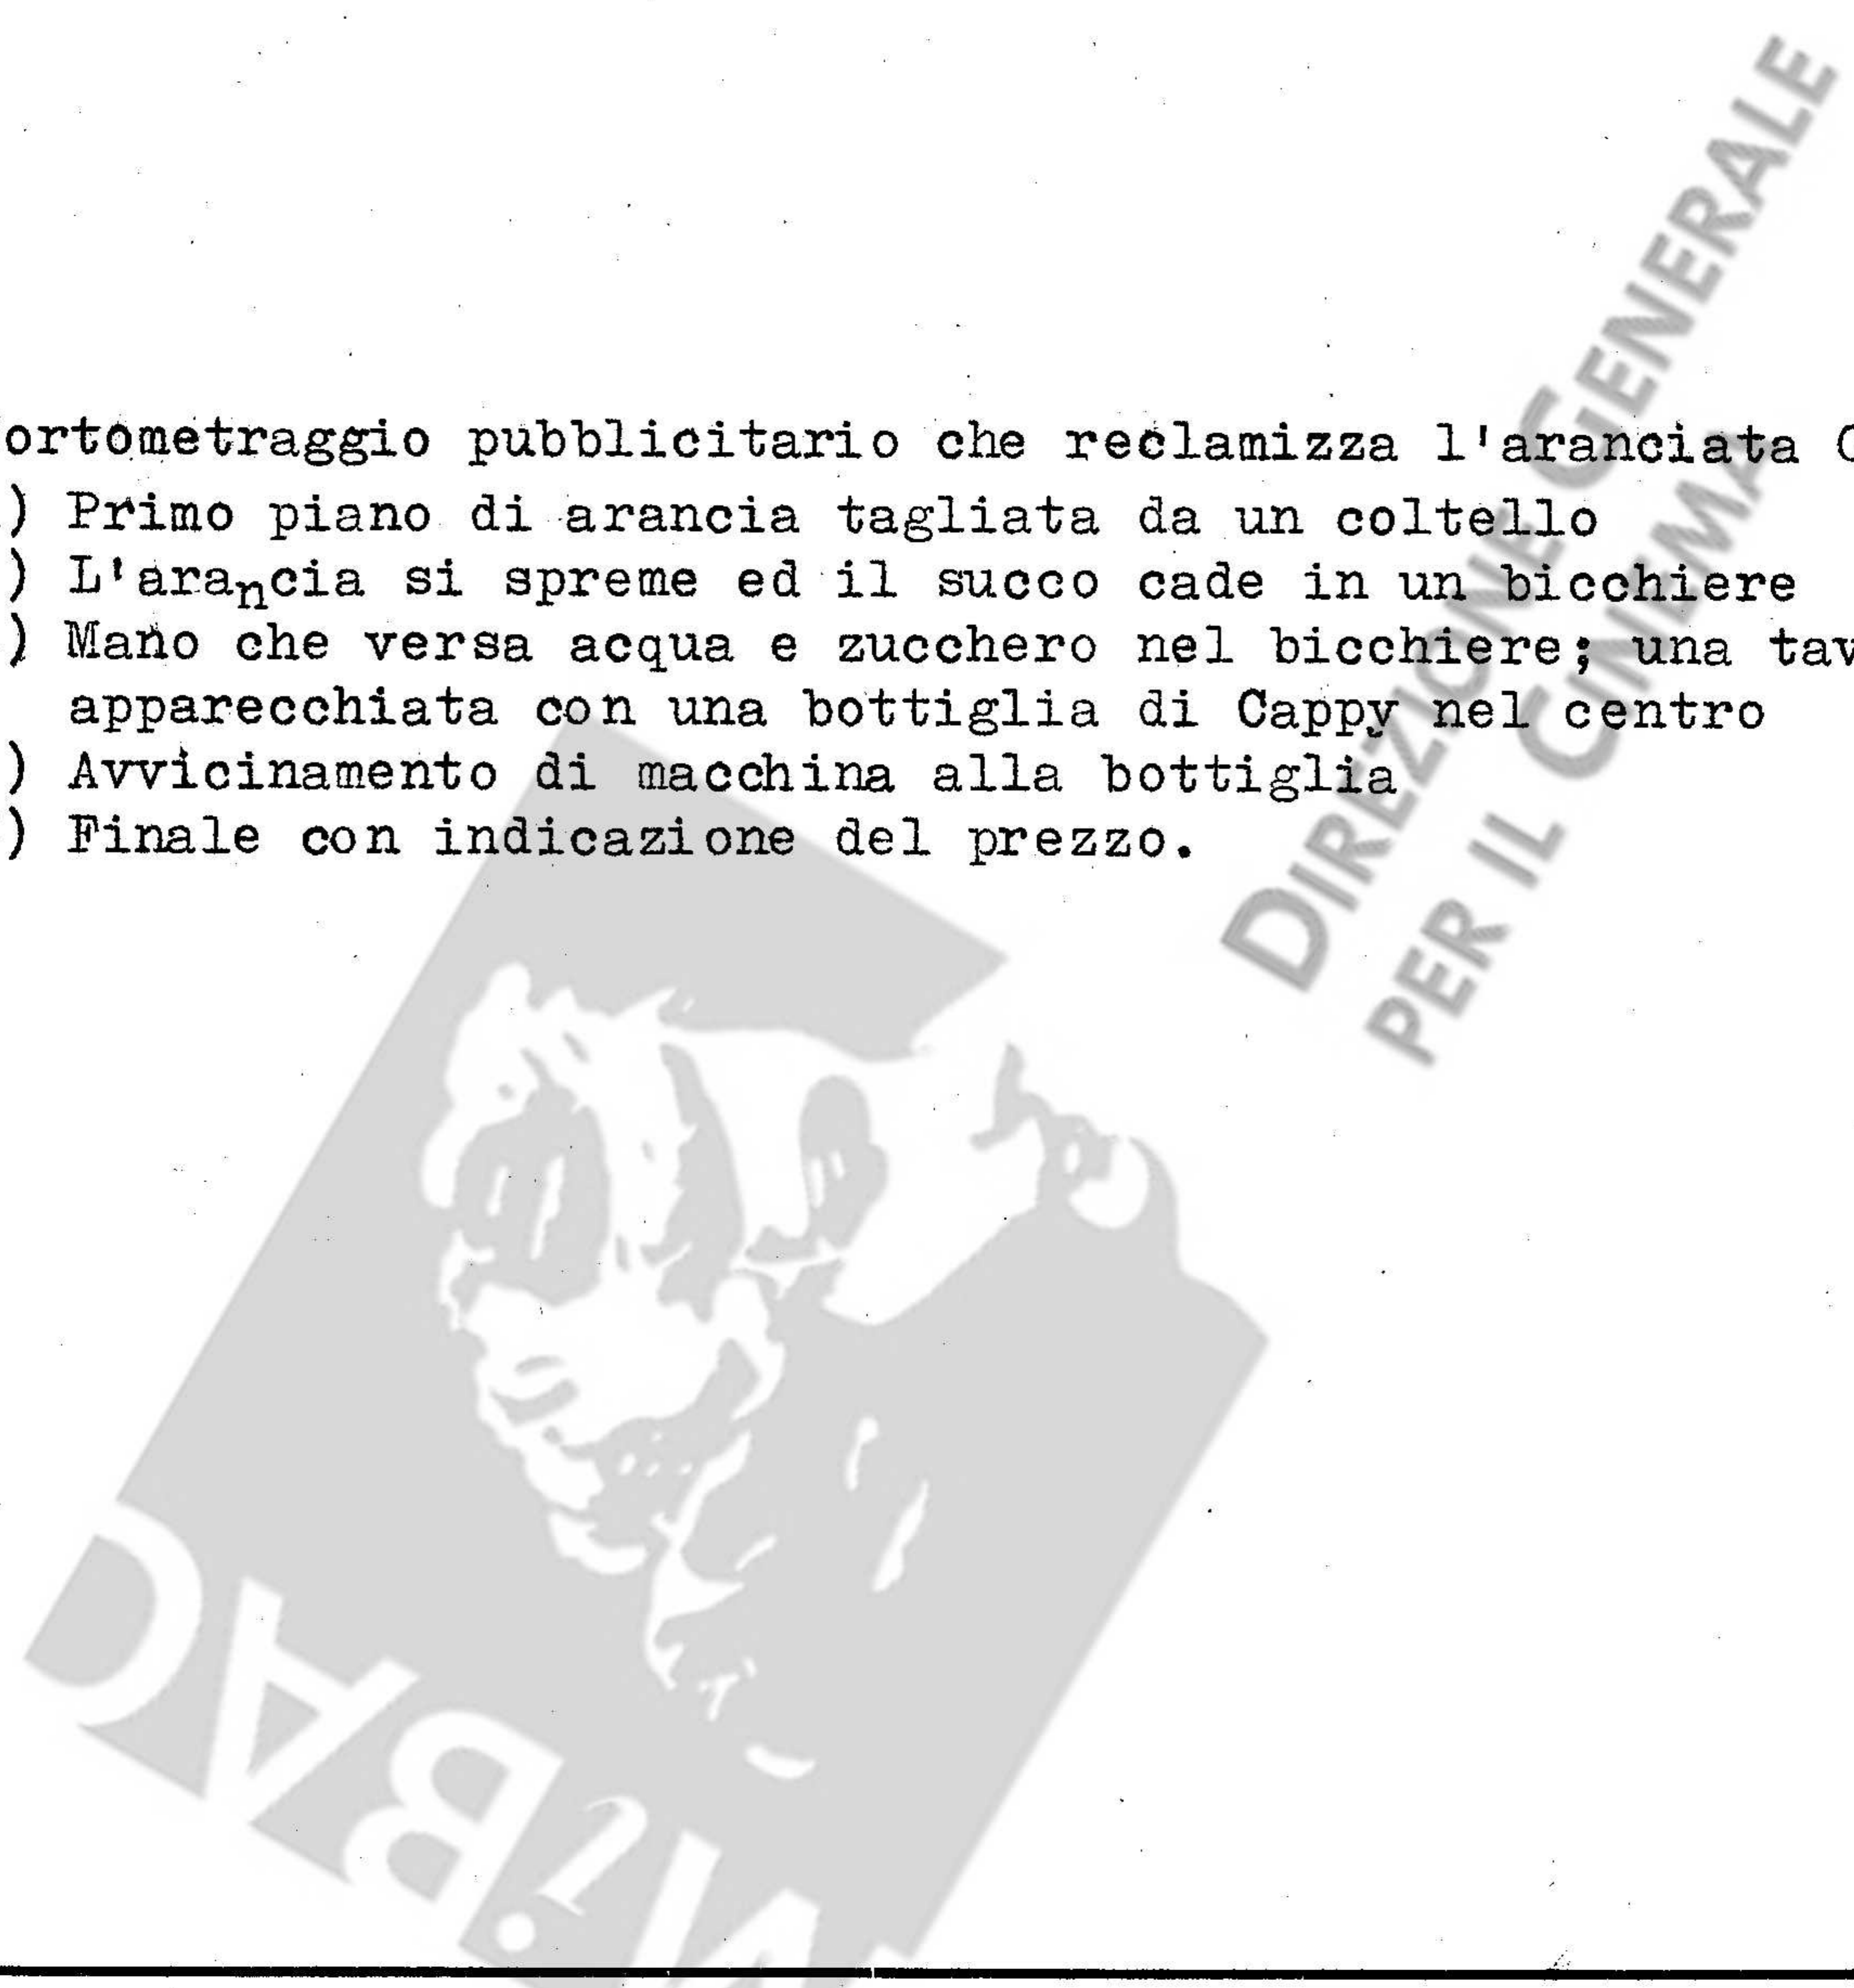 ortometraggio pubblicitario che reclamizza l'aranciata C
) Primo piano di arancia tagliata da un coltello
) L'arancia si spreme ed il succo cade in un bicchiere
) Mano che versa acqua e zucchero nel bicchiere; una tav
apparecchiata con una bottiglia di Cappy nel centro
) Avvicinamento di macchina alla bottiglia
) Finale con indicazione del prezzo.
DIREZIONE GENERALE
PER IL CINEMA
MiBAC